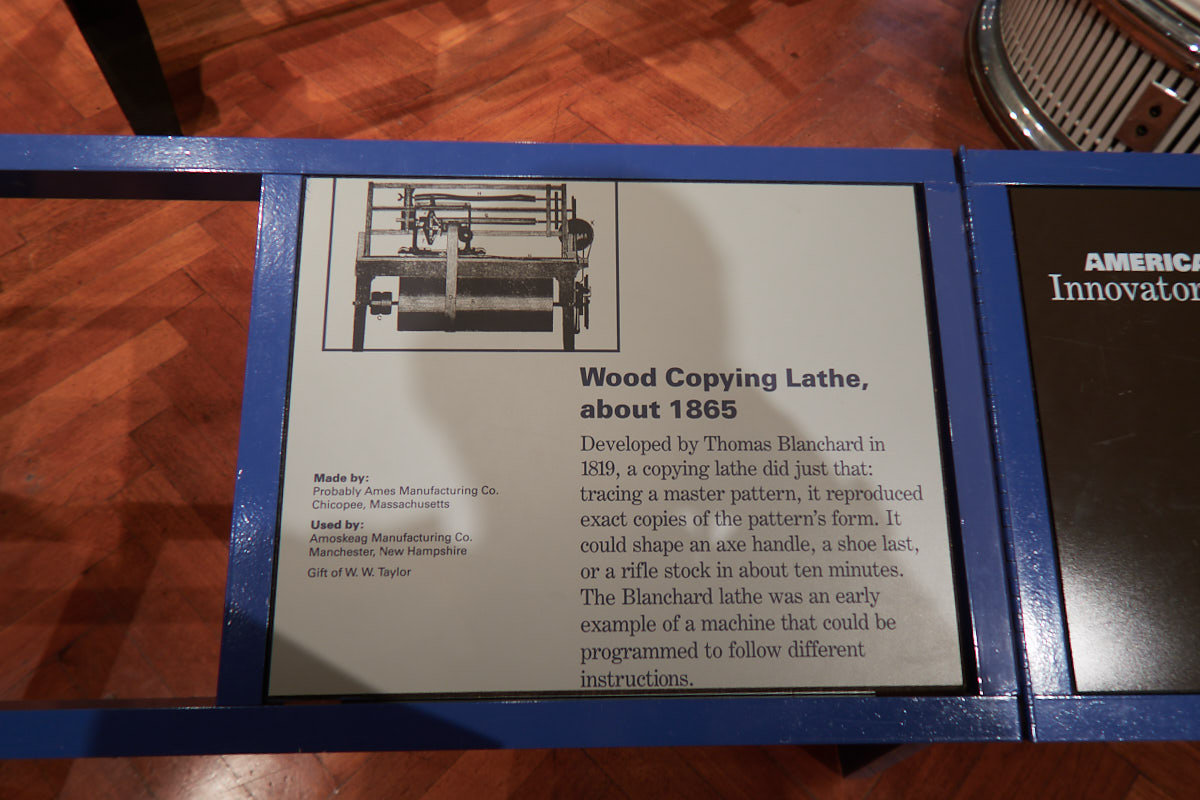 Wood Copying Lathe,
about 1865
Developed by Thomas Blanchard in
1819, a copying lathe did just that:
tracing a master pattern, it reproduced
exact copies of the pattern's form. It
could shape an axe handle, a shoe last,
or a rifle stock in about ten minutes.
The Blanchard lathe was an early
example of a machine that could be
programmed to follow different
instructions.
Made by:
Probably Ames Manufacturing Co.
Chicopee, Massachusetts
Used by:
Amoskeag Manufacturing Co.
Manchester, New Hampshire
Gift of W. W. Taylor
AMERICA
Innovator